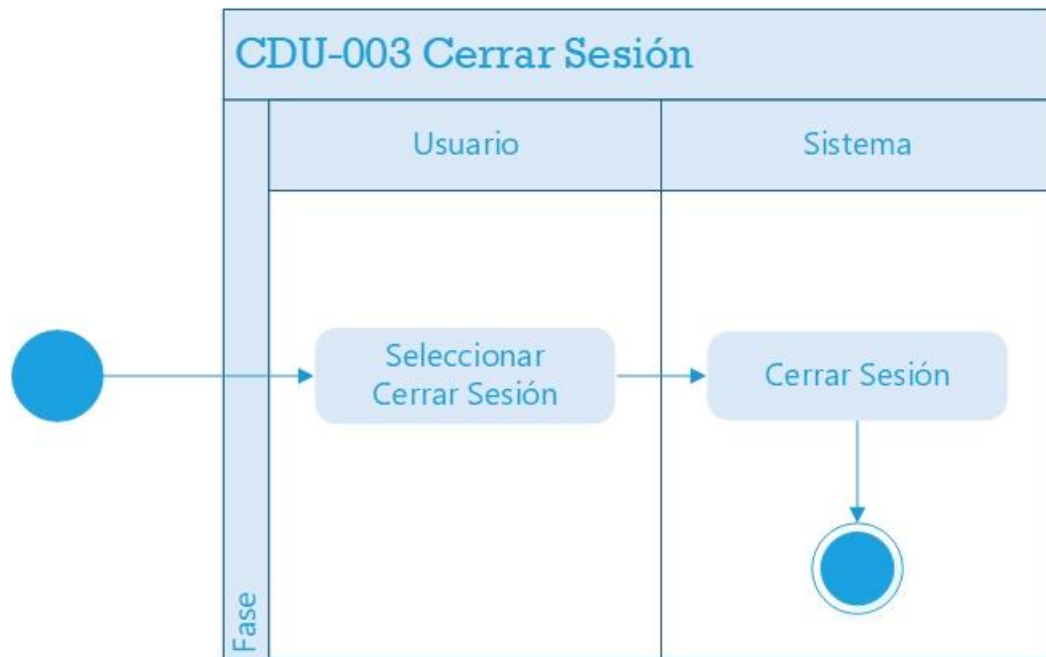 CDU-003 Cerrar Sesión
Usuario
Sistema
Seleccionar
Cerrar Sesión
Cerrar Sesión
Fase